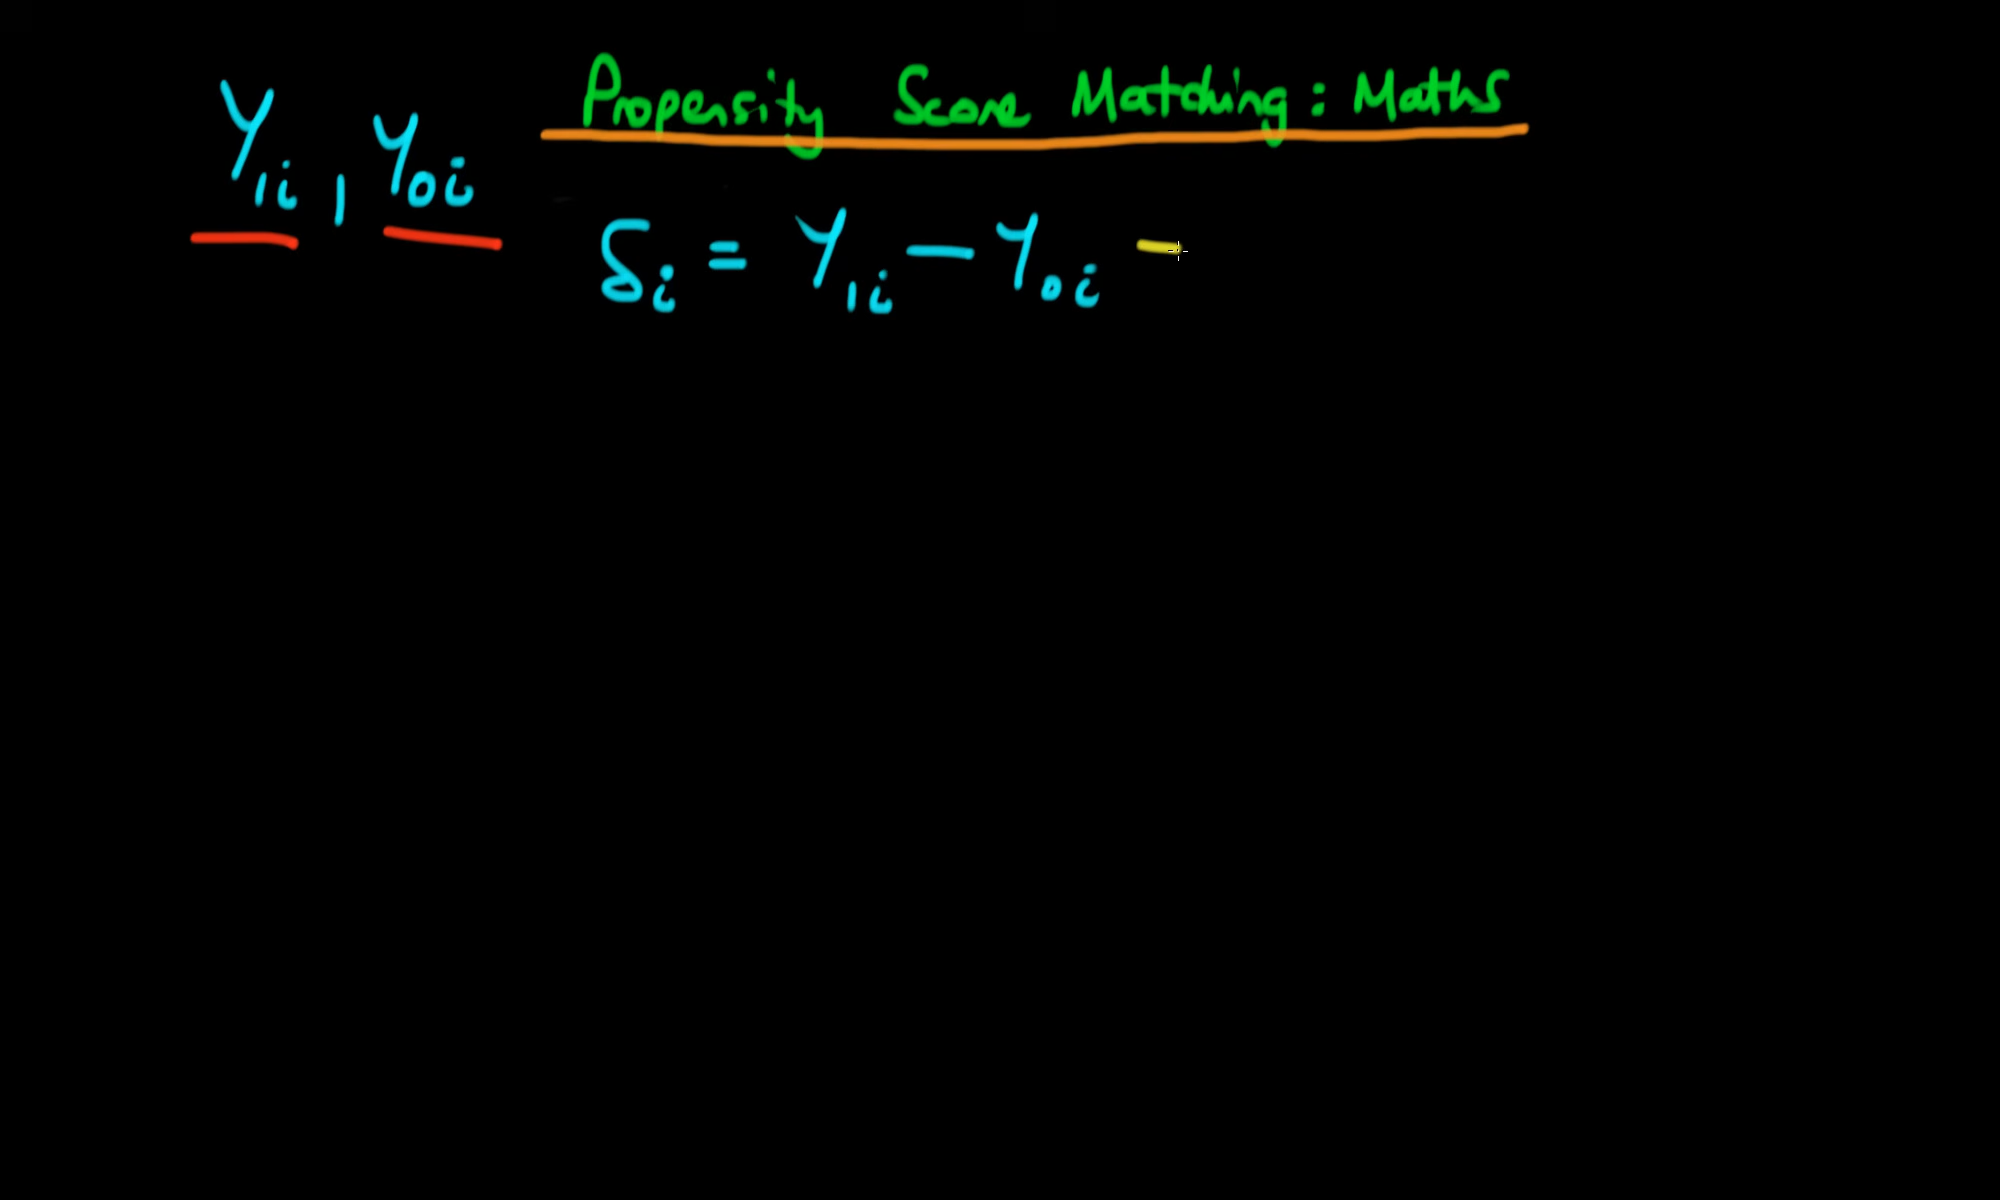 Propensity Score Matching: Maths
Y₁ᵢ, Y₀ᵢ
δᵢ = Y₁ᵢ - Y₀ᵢ -